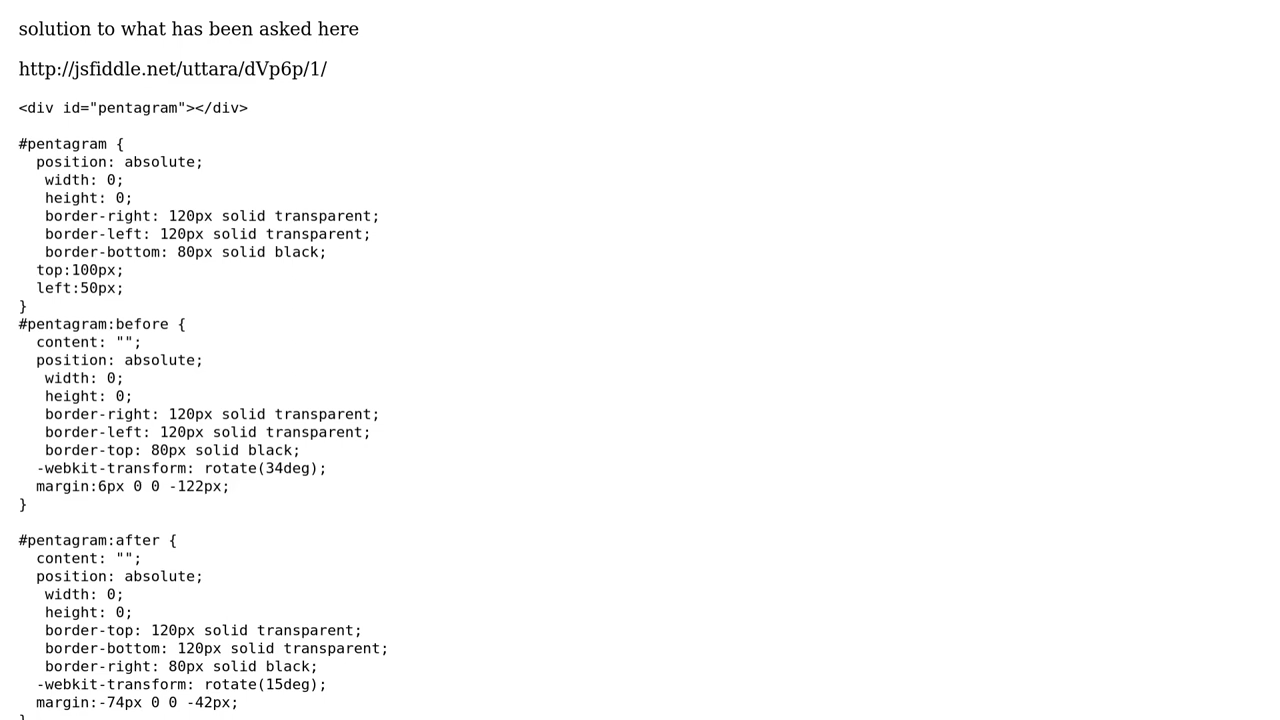 solution to what has been asked here
http://jsfiddle.net/uttara/dVp6p/1/
<div id="pentagram"></div>
#pentagram {
  position: absolute;
   width: 0;
   height: 0;
   border-right: 120px solid transparent;
   border-left: 120px solid transparent;
   border-bottom: 80px solid black;
  top:100px;
  left:50px;
}
#pentagram:before {
  content: "";
  position: absolute;
   width: 0;
   height: 0;
   border-right: 120px solid transparent;
   border-left: 120px solid transparent;
   border-top: 80px solid black;
  -webkit-transform: rotate(34deg);
  margin:6px 0 0 -122px;
}
#pentagram:after {
  content: "";
  position: absolute;
   width: 0;
   height: 0;
   border-top: 120px solid transparent;
   border-bottom: 120px solid transparent;
   border-right: 80px solid black;
  -webkit-transform: rotate(15deg);
  margin:-74px 0 0 -42px;
}